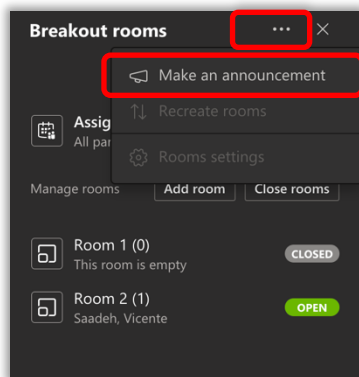 Breakout rooms
Make an announcement
Recreate rooms
Assig
All par
Rooms settings
Manage rooms Add room Close rooms
Room 1 (0)
This room is empty
CLOSED
Room 2 (1)
Saadeh, Vicente
OPEN